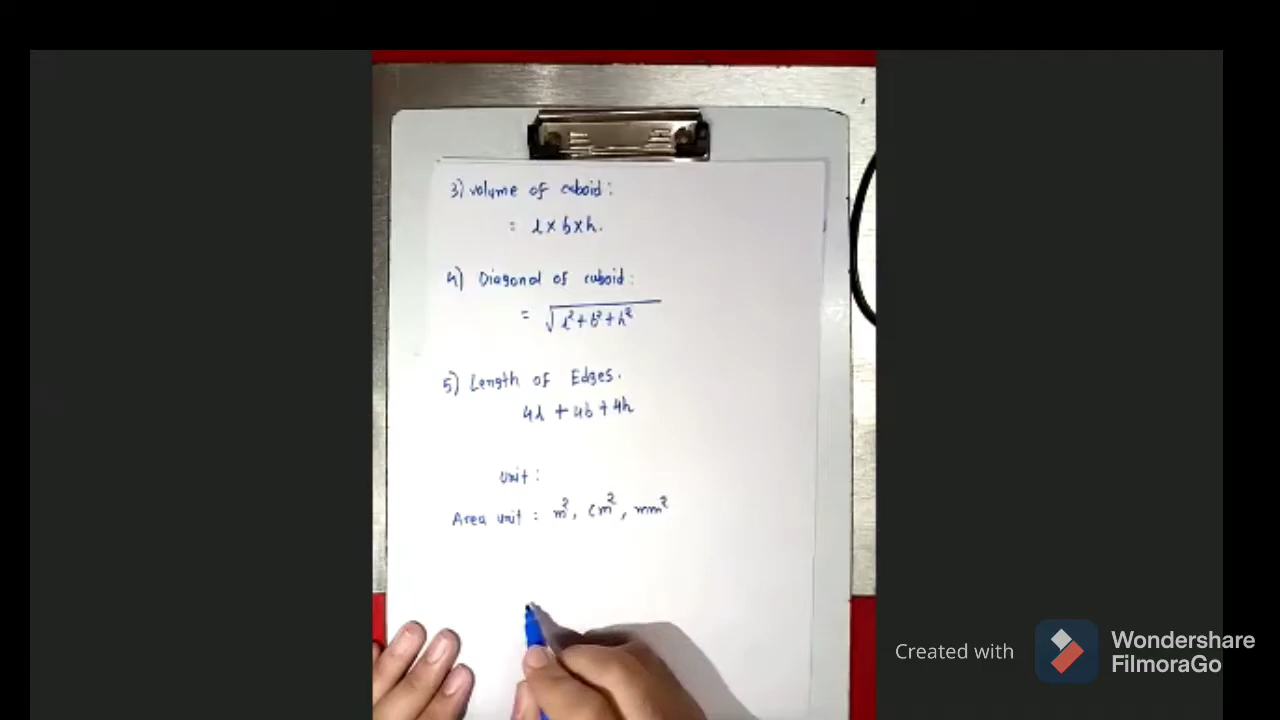 3) Volume of cuboid:
= l × b × h.
4) Diagonal of cuboid:
= √l²+b²+h²
5) Length of Edges.
4l + 4b + 4h
Unit:
Area unit : m², cm², mm²
Created with
Wondershare
FilmoraGo